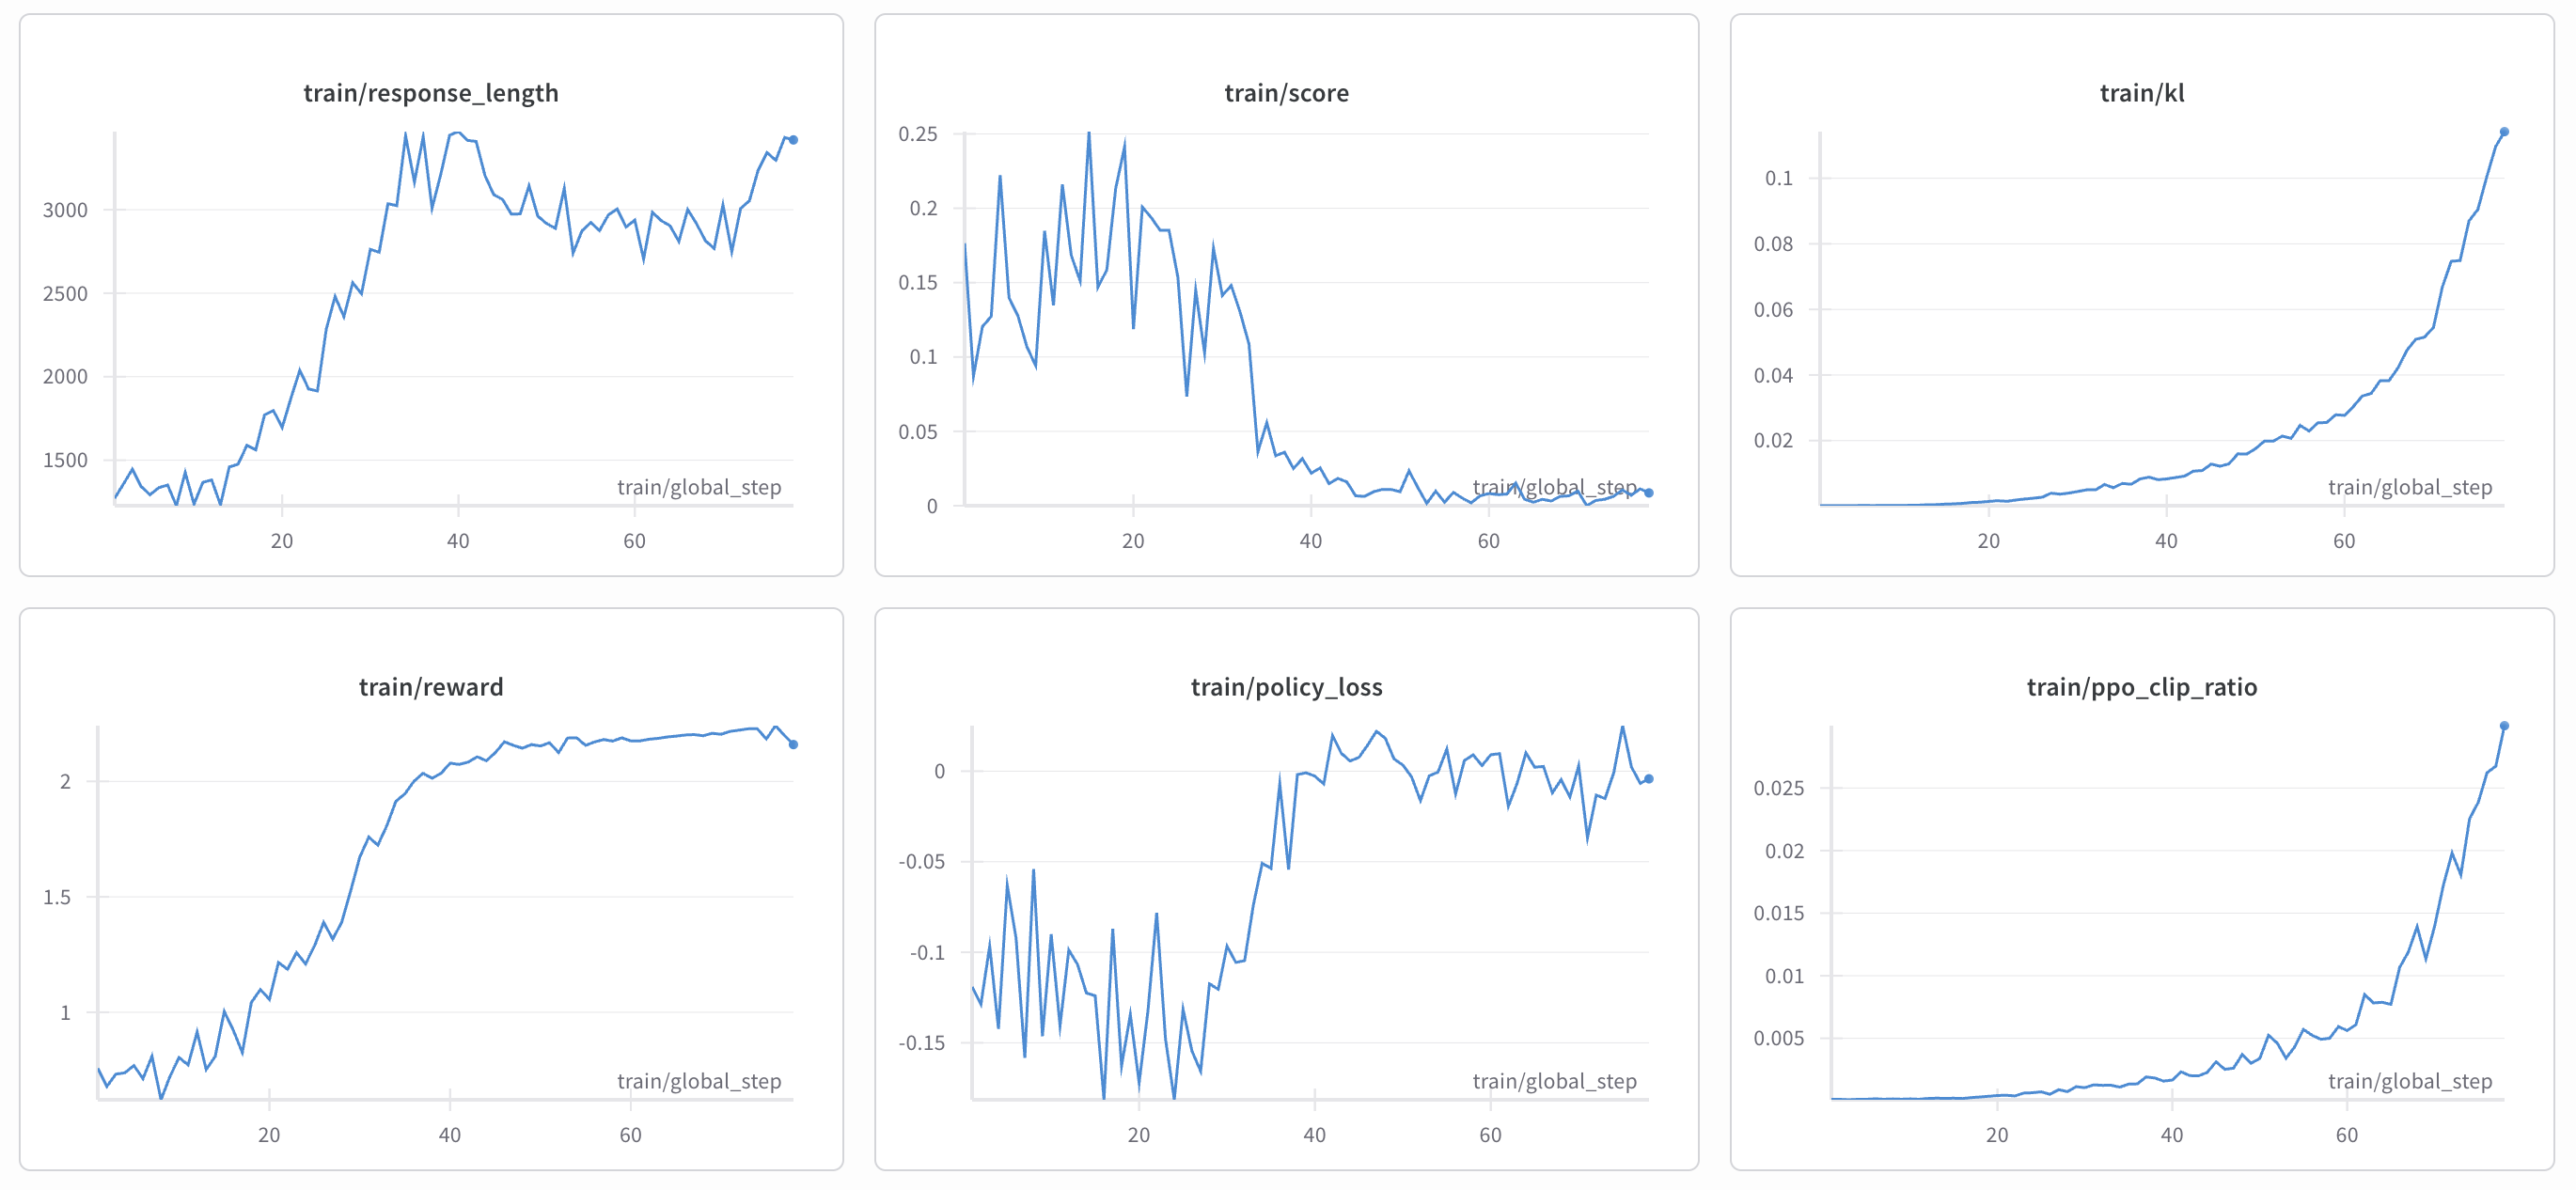 train/response_length
3000
2500
2000
1500
train/global_step
20 40 60
train/score
0.25
0.2
0.15
0.1
0.05
0
train/global_step
20 40 60
train/kl
0.1
0.08
0.06
0.04
0.02
train/global_step
20 40 60
train/reward
2
1.5
1
train/global_step
20 40 60
train/policy_loss
0
-0.05
-0.1
-0.15
train/global_step
20 40 60
train/ppo_clip_ratio
0.025
0.02
0.015
0.01
0.005
train/global_step
20 40 60